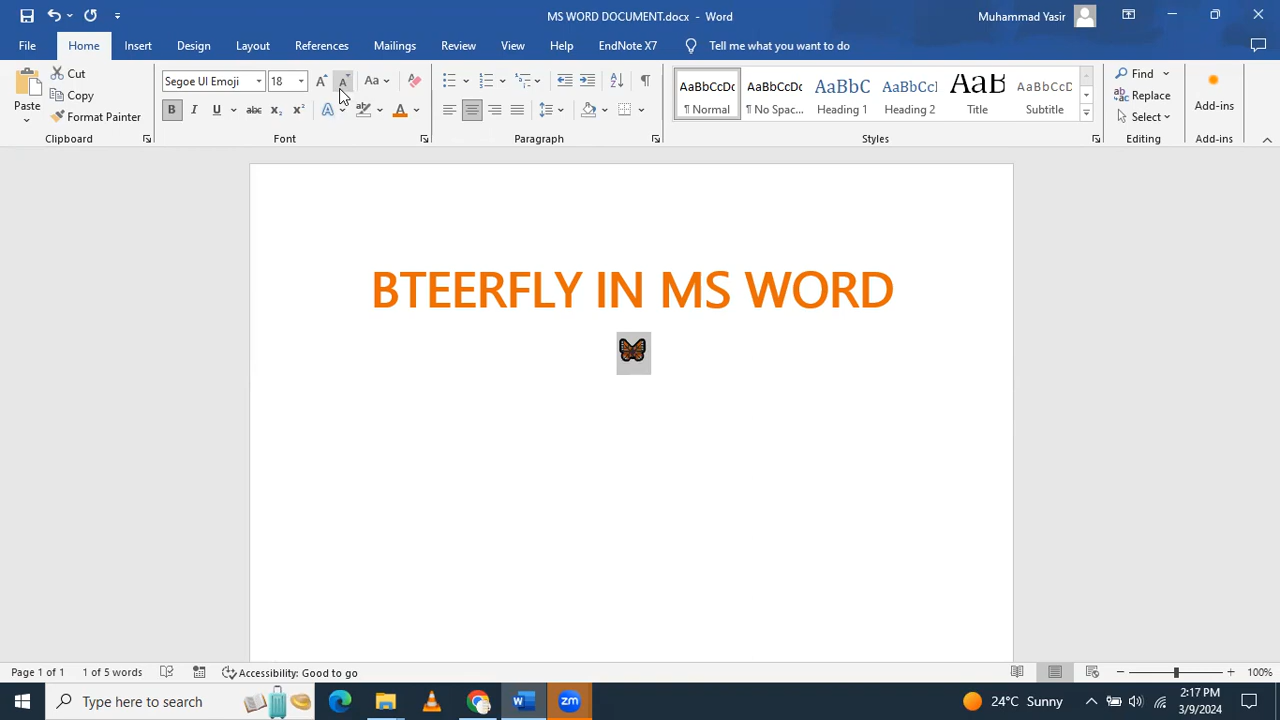 MS WORD DOCUMENT.docx - Word
Muhammad Yasir
File Home Insert Design Layout References Mailings Review View Help EndNote X7 Tell me what you want to do
Paste
Cut
Copy
Format Painter
Clipboard
Segoe UI Emoji 18
Font
Paragraph
AaBbCcDc AaBbCcDc AaBbC AaBbCcI AaB AaBbCcDc
¶ Normal ¶ No Spac... Heading 1 Heading 2 Title Subtitle
Styles
Find
Replace
Select
Editing
Add-ins
Add-ins
BTEERFLY IN MS WORD
Page 1 of 1 1 of 5 words Accessibility: Good to go 100%
Type here to search
24°C Sunny
2:17 PM
3/9/2024